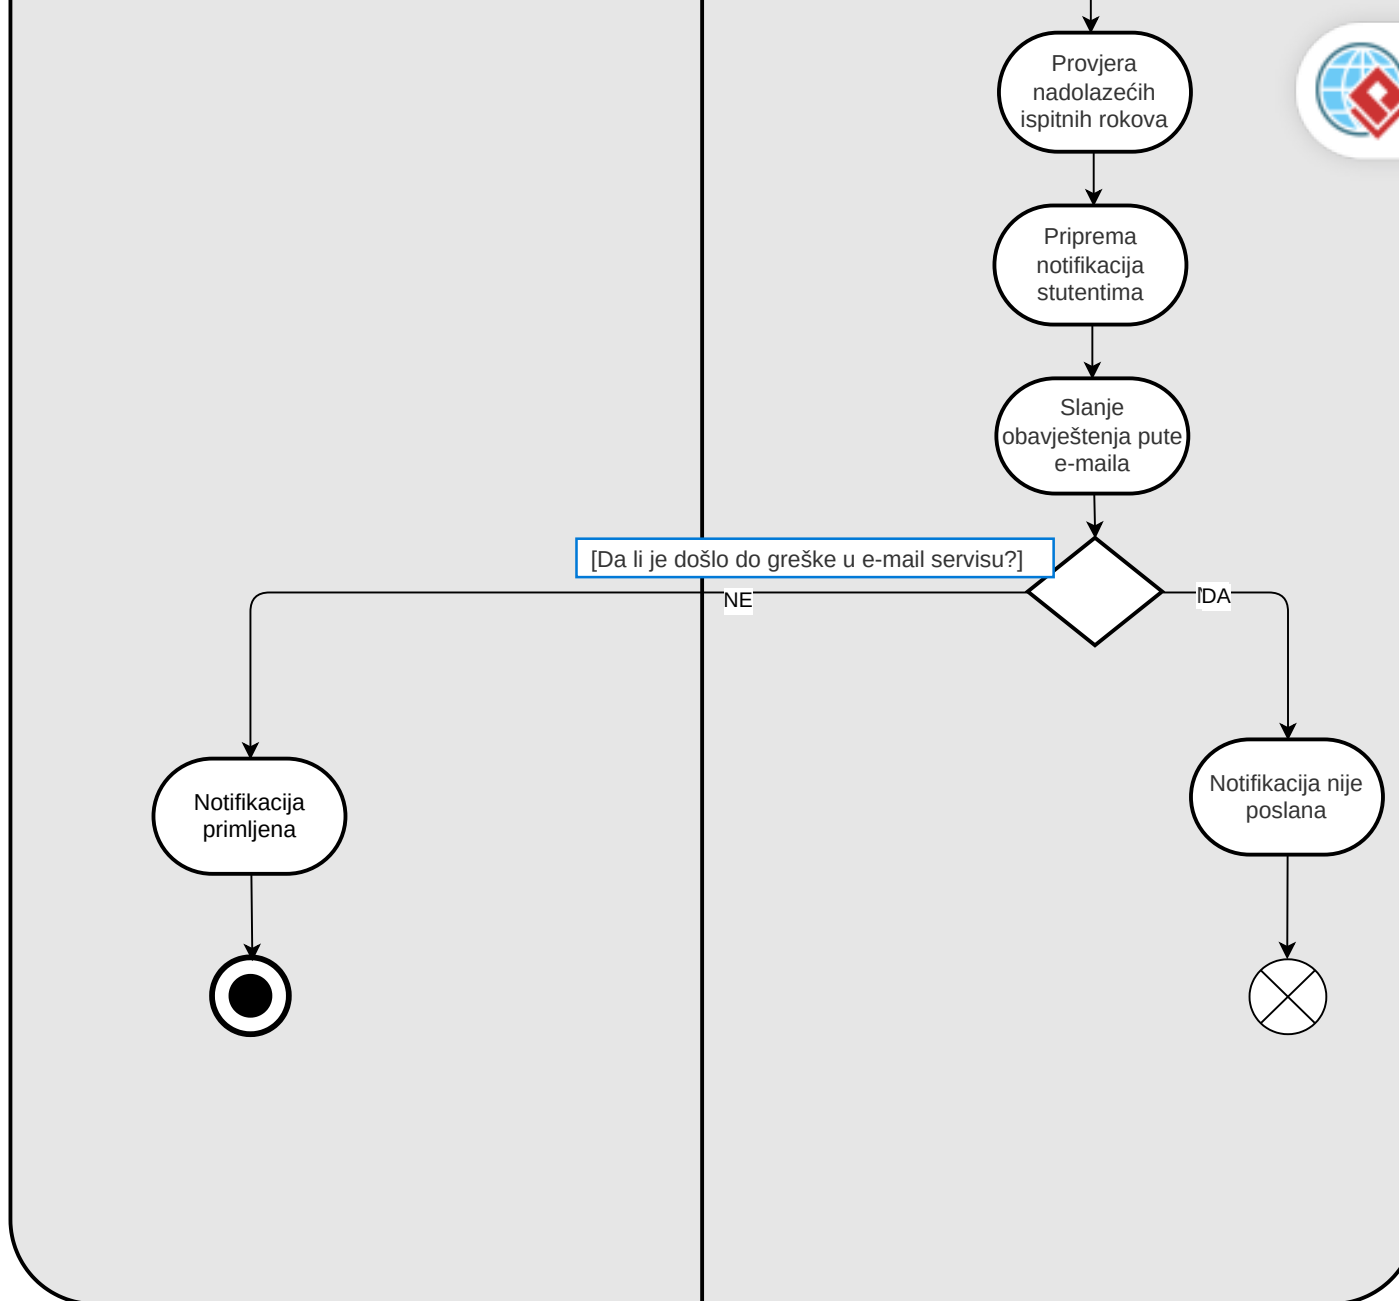 Provjera
nadolazećih
ispitnih rokova
Priprema
notifikacija
stutentima
Slanje
obavještenja pute
e-maila
[Da li je došlo do greške u e-mail servisu?]
NE
DA
Notifikacija
primljena
Notifikacija nije
poslana